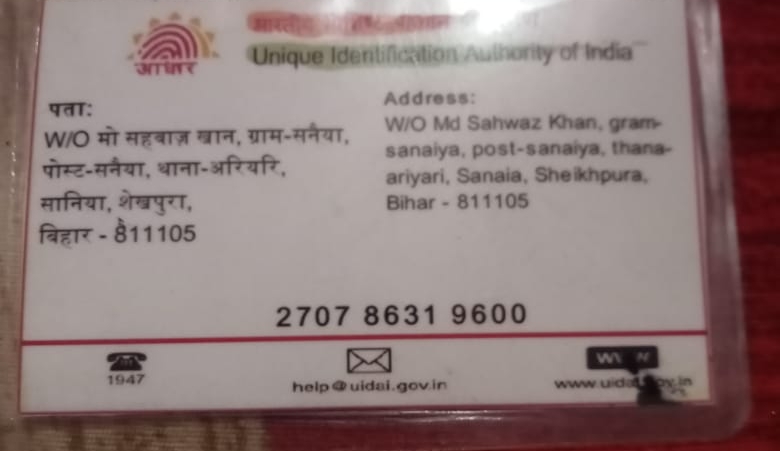 आधार
Unique Identification Authority of India
पता:
W/O मो सहबाज़ खान, ग्राम-सनैया,
पोस्ट-सनैया, थाना-अरियरि,
सानिया, शेखपुरा,
बिहार - 811105
Address:
W/O Md Sahwaz Khan, gram-
sanaiya, post-sanaiya, thana-
ariyari, Sanaia, Sheikhpura,
Bihar - 811105
2707 8631 9600
1947
help@uidai.gov.in